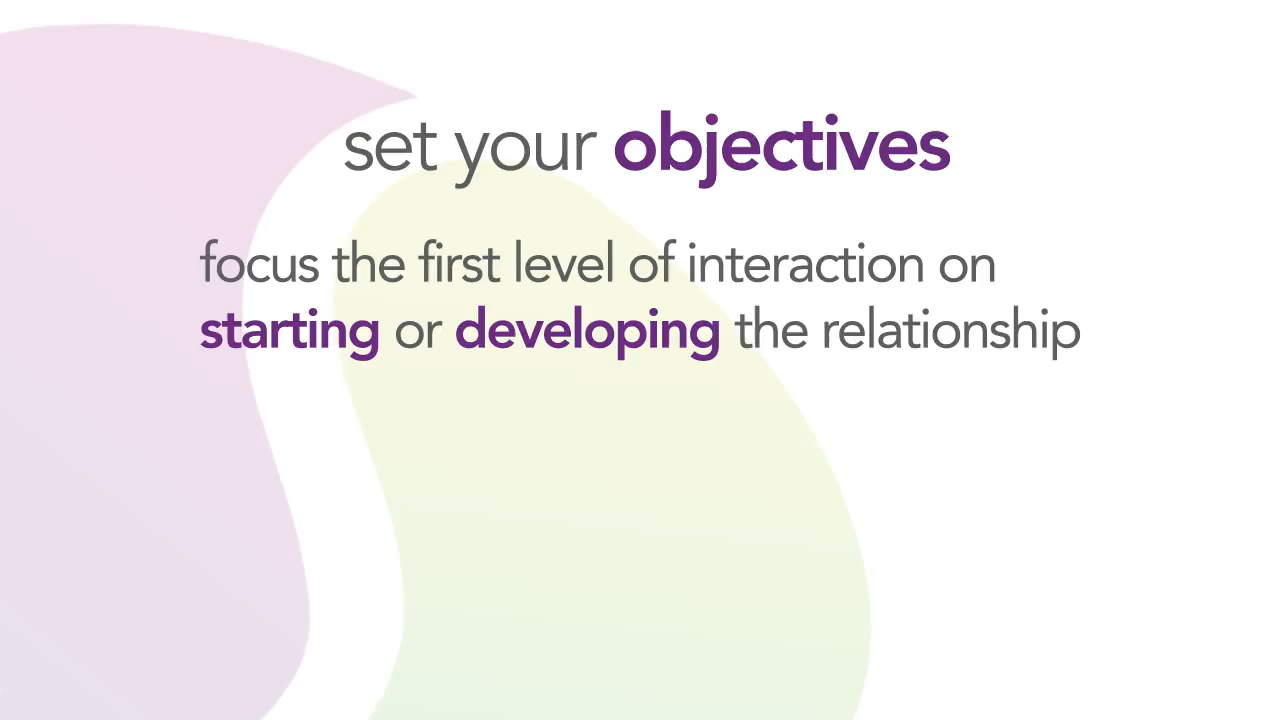 set your objectives
focus the first level of interaction on
starting or developing the relationship